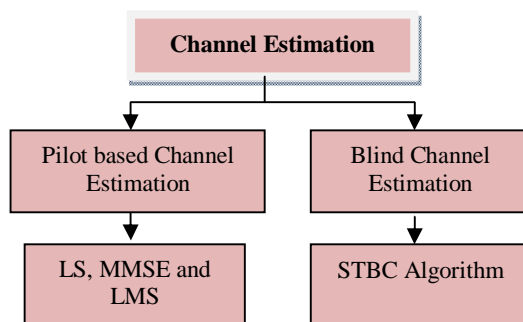 Channel Estimation
Pilot based Channel
Estimation
Blind Channel
Estimation
LS, MMSE and
LMS
STBC Algorithm